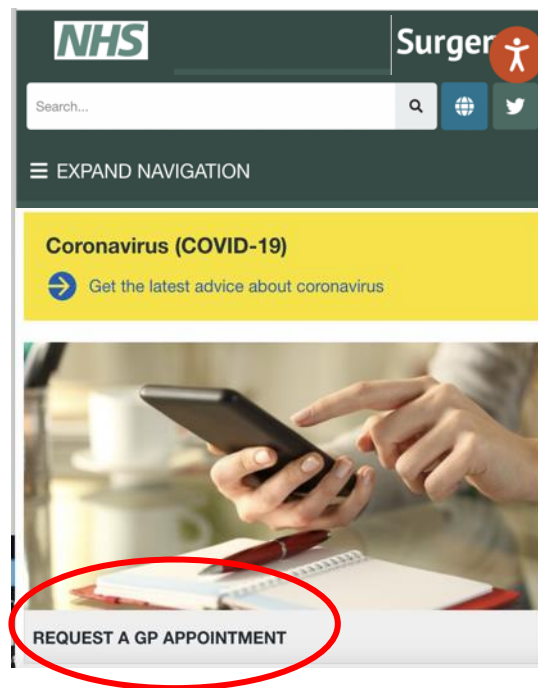 NHS
Search...
EXPAND NAVIGATION
Coronavirus (COVID-19)
Get the latest advice about coronavirus
REQUEST A GP APPOINTMENT